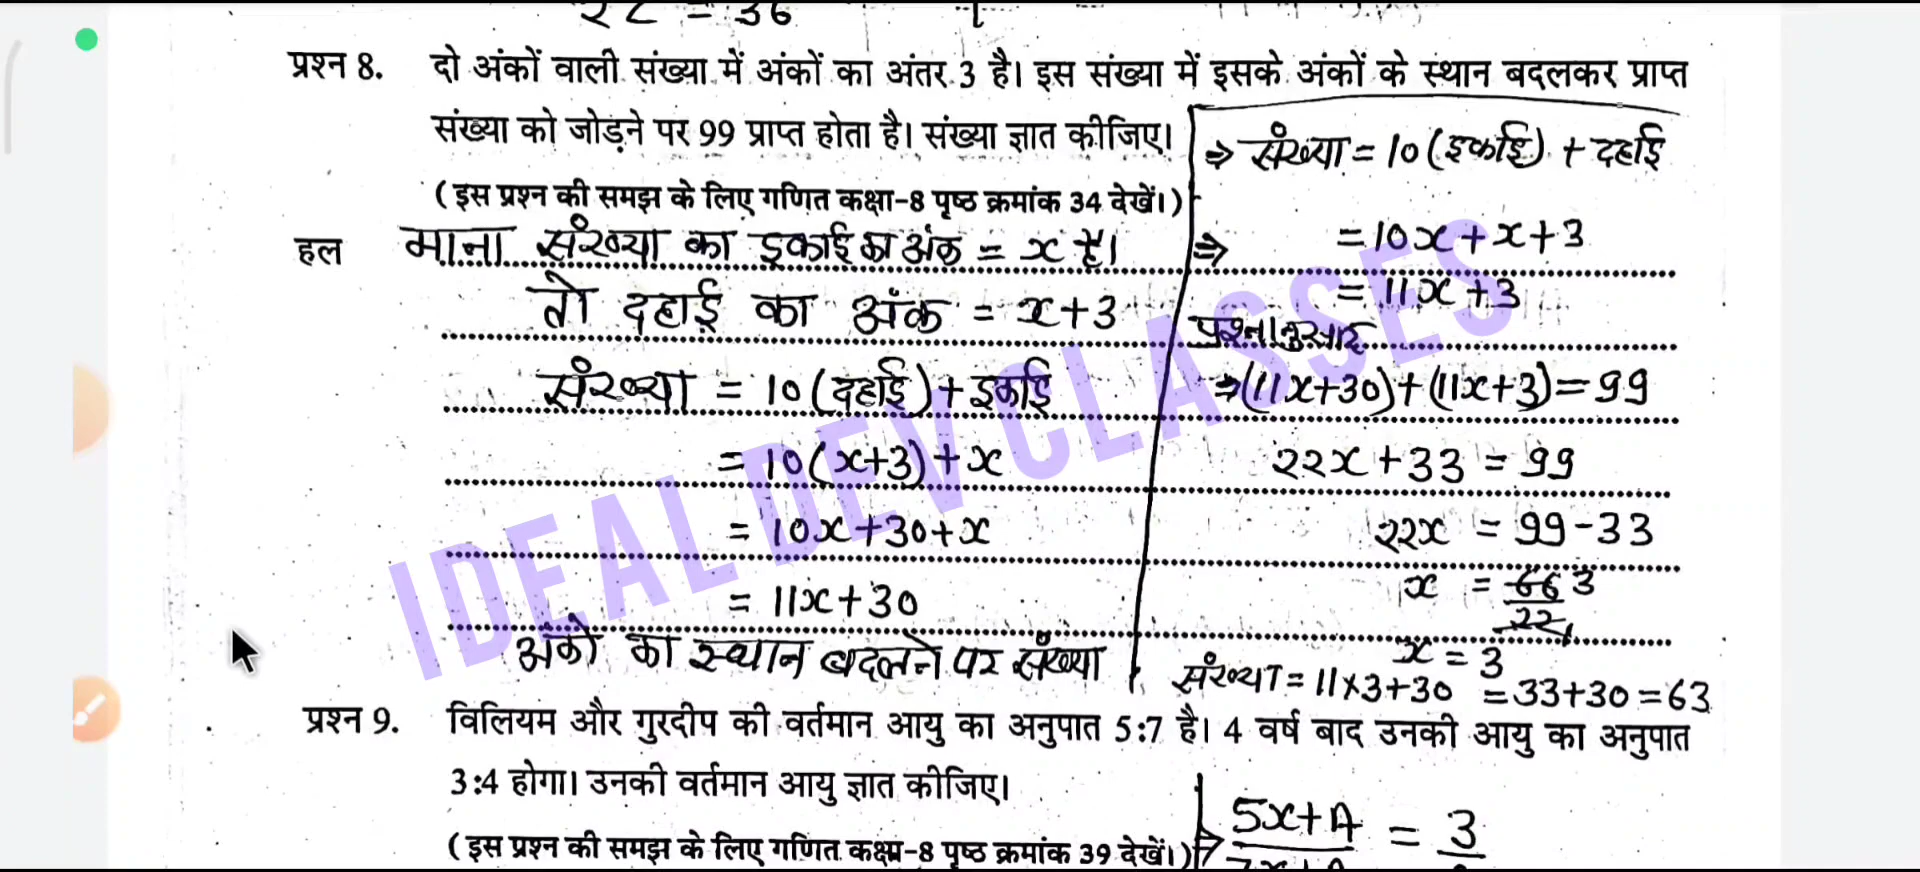 = 36
प्रश्न 8. दो अंकों वाली संख्या में अंकों का अंतर 3 है। इस संख्या में इसके अंकों के स्थान बदलकर प्राप्त
संख्या को जोड़ने पर 99 प्राप्त होता है। संख्या ज्ञात कीजिए।
(इस प्रश्न की समझ के लिए गणित कक्षा-8 पृष्ठ क्रमांक 34 देखें।)
हल माना संख्या का इकाई का अंक = x है।
तो दहाई का अंक = x+3
संख्या = 10(दहाई)+इकाई
= 10(x+3)+x
= 10x+30+x
= 11x+30
अंको का स्थान बदलने पर संख्या
⇒ संख्या = 10(इकाई) + दहाई
⇒ = 10x+x+3
= 11x+3
प्रश्नानुसार
⇒(11x+30)+(11x+3)=99
22x+33 = 99
22x = 99-33
x = 66 3
22 1
x = 3
संख्या = 11×3+30 =33+30=63
IDEAL DEV CLASSES
प्रश्न 9. विलियम और गुरदीप की वर्तमान आयु का अनुपात 5:7 है। 4 वर्ष बाद उनकी आयु का अनुपात
3:4 होगा। उनकी वर्तमान आयु ज्ञात कीजिए।
(इस प्रश्न की समझ के लिए गणित कक्षा-8 पृष्ठ क्रमांक 39 देखें।)
5x+4 = 3